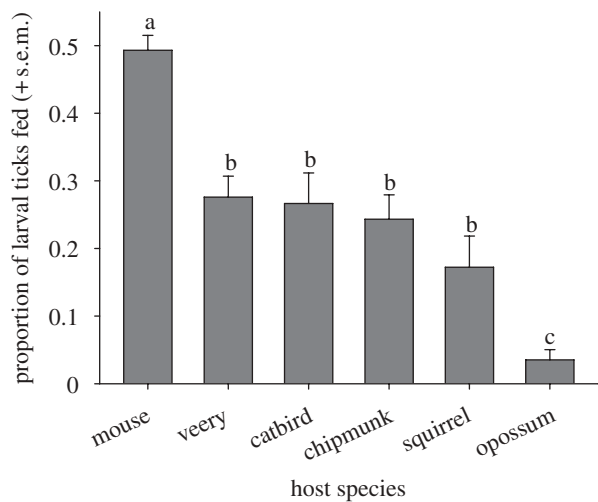 proportion of larval ticks fed (+ s.e.m.)
0.5
0.4
0.3
0.2
0.1
0
a
b
b
b
b
c
mouse
veery
catbird
chipmunk
squirrel
opossum
host species